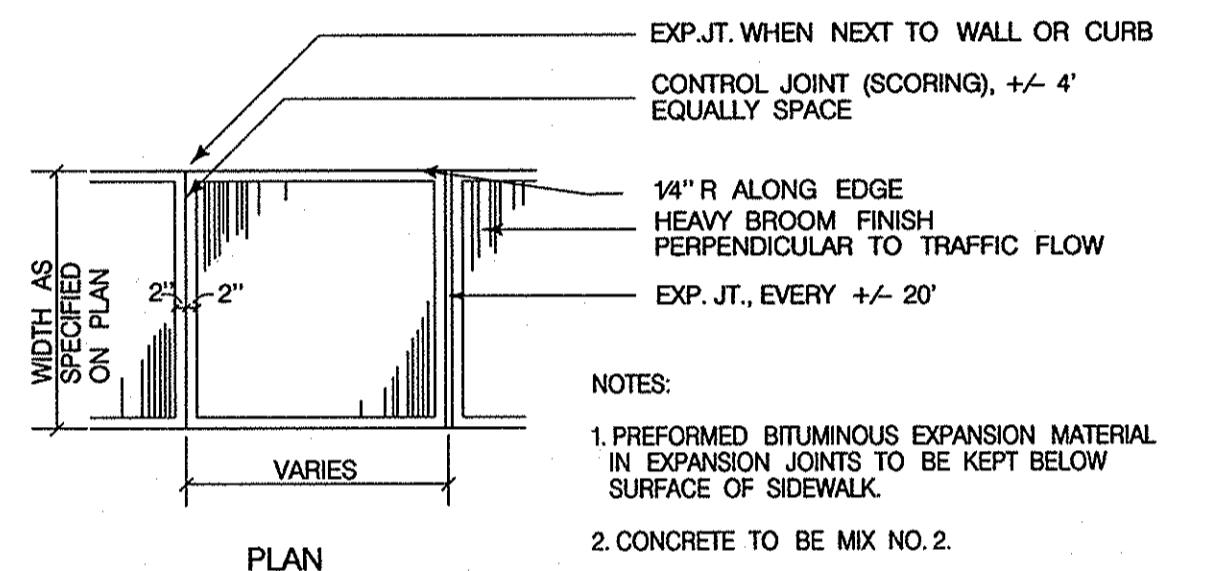 EXP.JT. WHEN NEXT TO WALL OR CURB
CONTROL JOINT (SCORING), +/- 4'
EQUALLY SPACE
1/4" R ALONG EDGE
HEAVY BROOM FINISH
PERPENDICULAR TO TRAFFIC FLOW
EXP. JT., EVERY +/- 20'
WIDTH AS
SPECIFIED
ON PLAN
2" 2"
VARIES
PLAN
NOTES:
1. PREFORMED BITUMINOUS EXPANSION MATERIAL
IN EXPANSION JOINTS TO BE KEPT BELOW
SURFACE OF SIDEWALK.
2. CONCRETE TO BE MIX NO. 2.